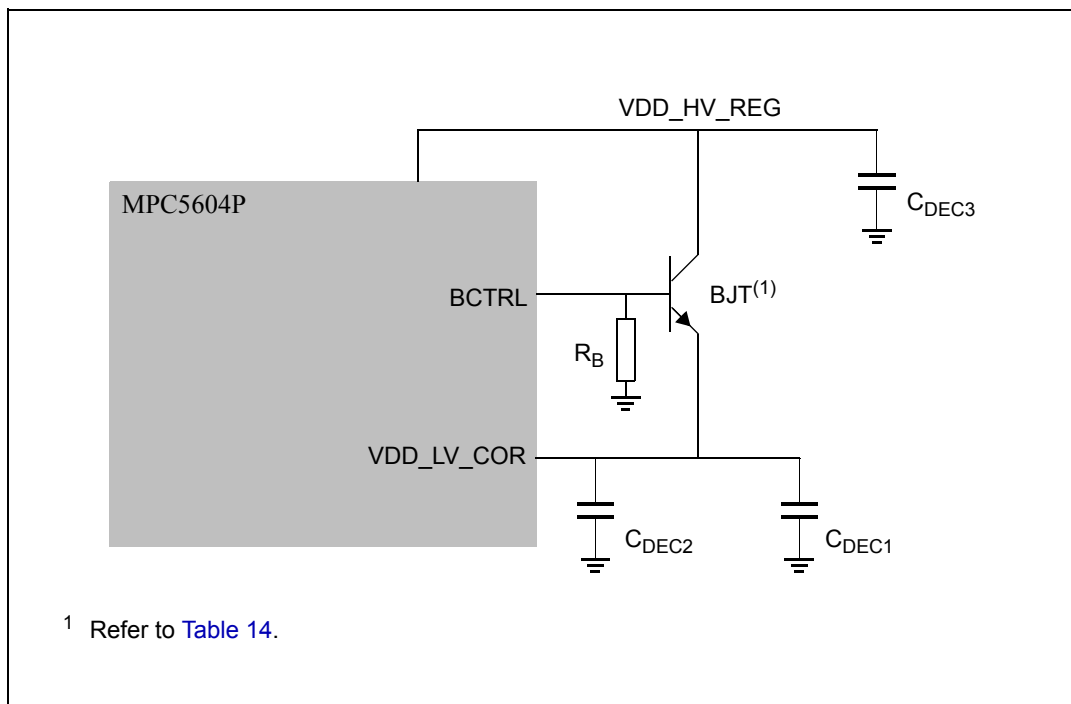 VDD_HV_REG
MPC5604P
CDEC3
BCTRL
BJT(1)
RB
VDD_LV_COR
CDEC2
CDEC1
1 Refer to Table 14.